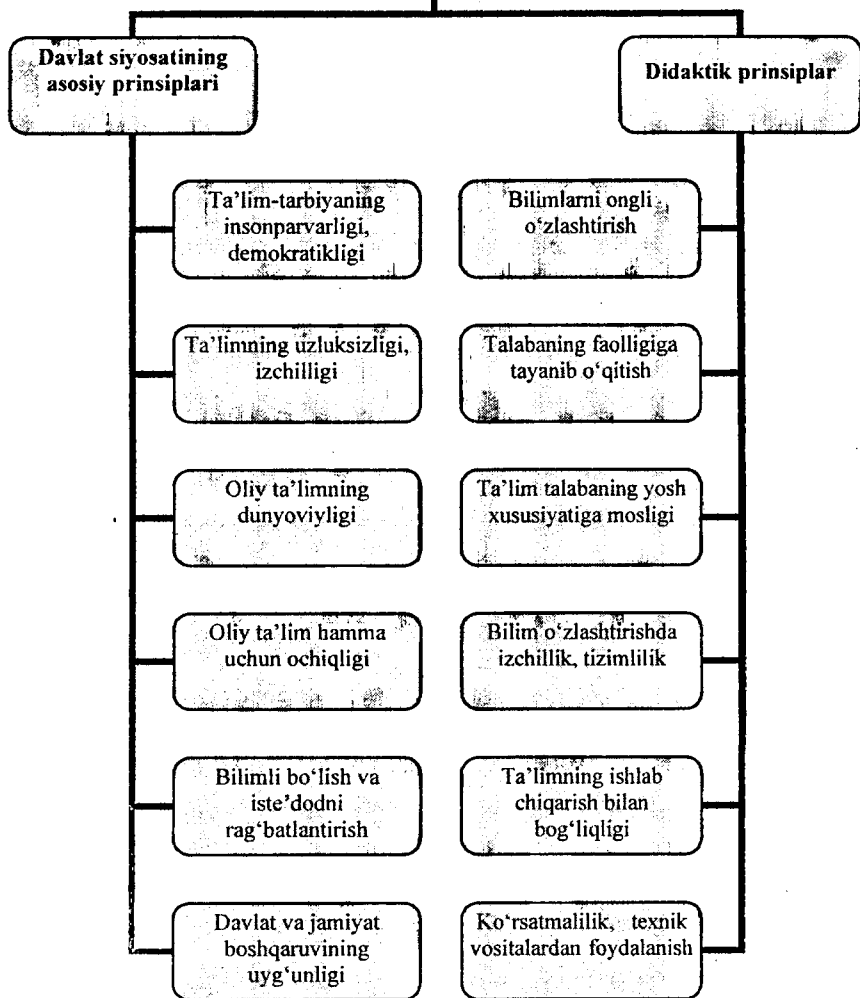 Davlat siyosatining
asosiy prinsiplari
Didaktik prinsiplar
Ta’lim-tarbiyaning
insonparvarligi,
demokratikligi
Bilimlarni ongli
o‘zlashtirish
Ta’limning uzluksizligi,
izchilligi
Talabaning faolligiga
tayanib o‘qitish
Oliy ta’limning
dunyoviyligi
Ta’lim talabaning yosh
xususiyatiga mosligi
Oliy ta’lim hamma
uchun ochiqligi
Bilim o‘zlashtirishda
izchillik, tizimlilik
Bilimli bo‘lish va
iste’dodni
rag‘batlantirish
Ta’limning ishlab
chiqarish bilan
bog‘liqligi
Davlat va jamiyat
boshqaruvining
uyg‘unligi
Ko‘rsatmalilik, texnik
vositalardan foydalanish